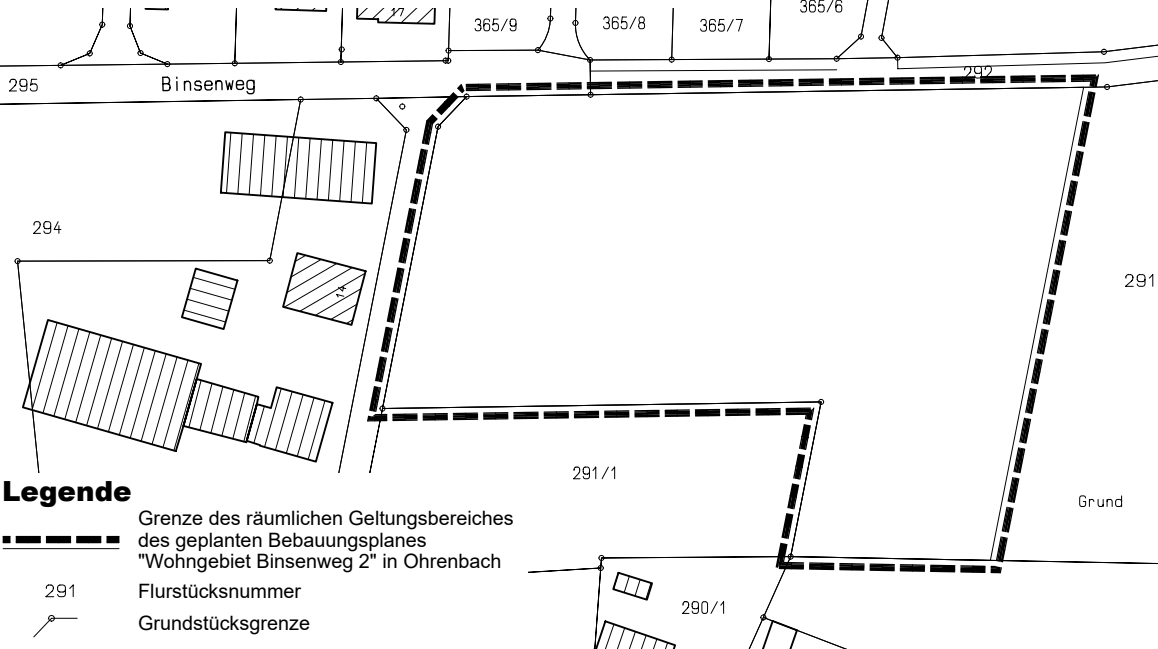 365/9
365/8
365/7
365/6
295
Binsenweg
292
294
14
291
291/1
Grund
290/1
Legende
Grenze des räumlichen Geltungsbereiches
des geplanten Bebauungsplanes
"Wohngebiet Binsenweg 2" in Ohrenbach
291
Flurstücksnummer
Grundstücksgrenze